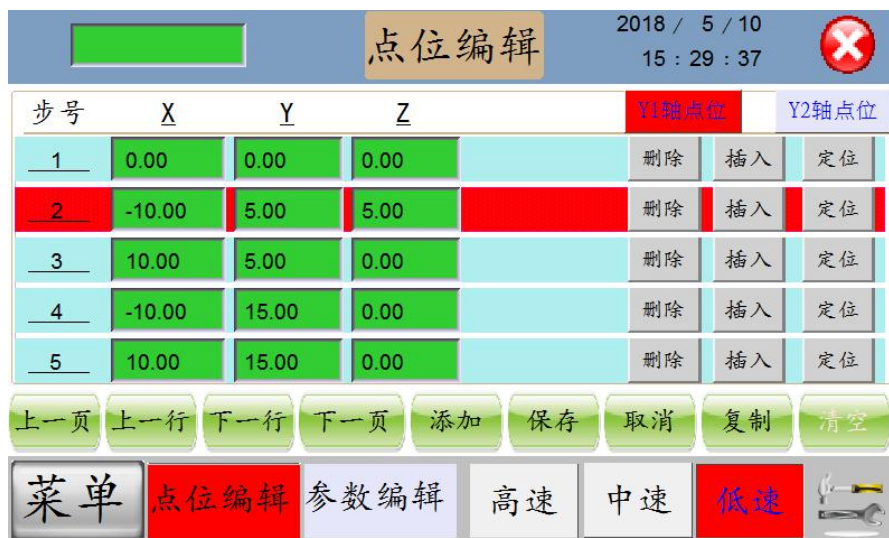 点位编辑
2018 / 5 / 10
15 : 29 : 37
步号 X Y Z Y1轴点位 Y2轴点位
1 0.00 0.00 0.00 删除 插入 定位
2 -10.00 5.00 5.00 删除 插入 定位
3 10.00 5.00 0.00 删除 插入 定位
4 -10.00 15.00 0.00 删除 插入 定位
5 10.00 15.00 0.00 删除 插入 定位
上一页 上一行 下一行 下一页 添加 保存 取消 复制 清空
菜单 点位编辑 参数编辑 高速 中速 低速